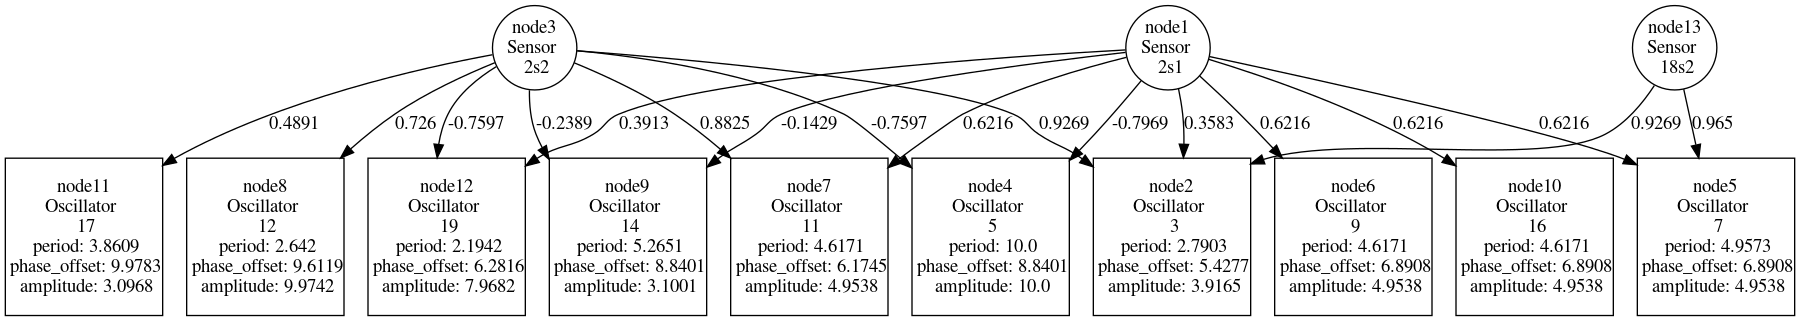 node3
Sensor
2s2
node1
Sensor
2s1
node13
Sensor
18s2
0.4891
0.726
-0.7597
-0.2389
0.3913
0.8825
-0.1429
-0.7597
0.6216
0.9269
-0.7969
0.3583
0.6216
0.6216
0.6216
0.9269
0.965
node11
Oscillator
17
period: 3.8609
phase_offset: 9.9783
amplitude: 3.0968
node8
Oscillator
12
period: 2.642
phase_offset: 9.6119
amplitude: 9.9742
node12
Oscillator
19
period: 2.1942
phase_offset: 6.2816
amplitude: 7.9682
node9
Oscillator
14
period: 5.2651
phase_offset: 8.8401
amplitude: 3.1001
node7
Oscillator
11
period: 4.6171
phase_offset: 6.1745
amplitude: 4.9538
node4
Oscillator
5
period: 10.0
phase_offset: 8.8401
amplitude: 10.0
node2
Oscillator
3
period: 2.7903
phase_offset: 5.4277
amplitude: 3.9165
node6
Oscillator
9
period: 4.6171
phase_offset: 6.8908
amplitude: 4.9538
node10
Oscillator
16
period: 4.6171
phase_offset: 6.8908
amplitude: 4.9538
node5
Oscillator
7
period: 4.9573
phase_offset: 6.8908
amplitude: 4.9538